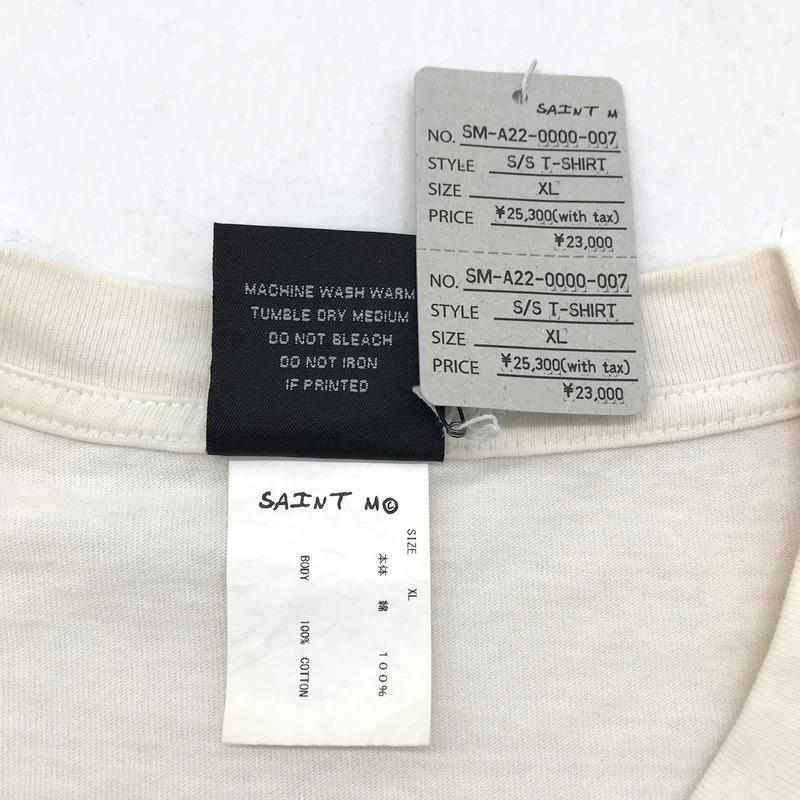 SAINT M
NO. SM-A22-0000-007
STYLE S/S T-SHIRT
SIZE XL
PRICE ¥25,300(with tax)
¥23,000
NO. SM-A22-0000-007
STYLE S/S T-SHIRT
SIZE XL
PRICE ¥25,300(with tax)
¥23,000
MACHINE WASH WARM
TUMBLE DRY MEDIUM
DO NOT BLEACH
DO NOT IRON
IF PRINTED
SAINT M©
SIZE XL
本体 綿 100%
BODY 100% COTTON